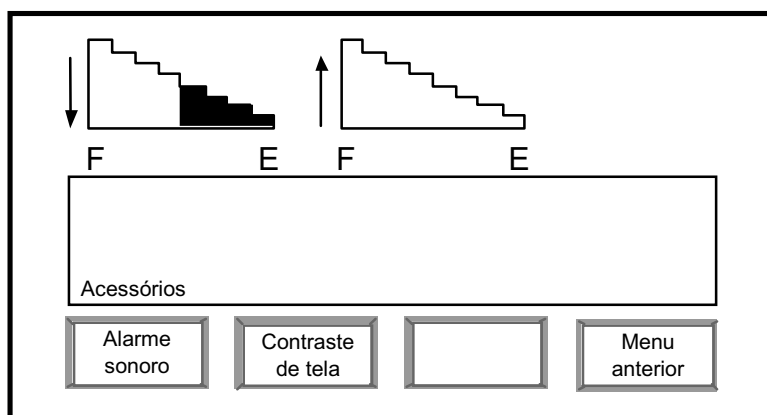 F E F E
Acessórios
Alarme
sonoro
Contraste
de tela
Menu
anterior